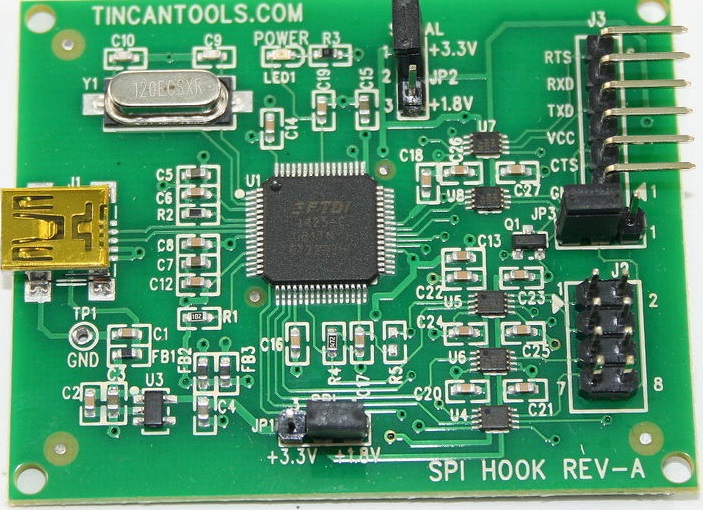 TINCANTOOLS.COM
C10
C9
POWER
R3
LED1
1
+3.3V
JP2
2
3
+1.8V
J3
RTS
RXD
TXD
VCC
CTS
Y1
C19
C15
C14
U7
C18
C26
C27
U8
J1
C5
C6
R2
U1
FTDI
JP3
1
1
Q1
C8
C7
C12
C13
C22
C23
J2
1
2
U5
R1
TP1
GND
C1
FB1
C16
R4
C17
R5
C24
C25
U6
FB2
FB3
C2
C3
U3
C4
C20
C21
U4
7
8
JP1
+3.3V
+1.8V
SPI HOOK REV-A